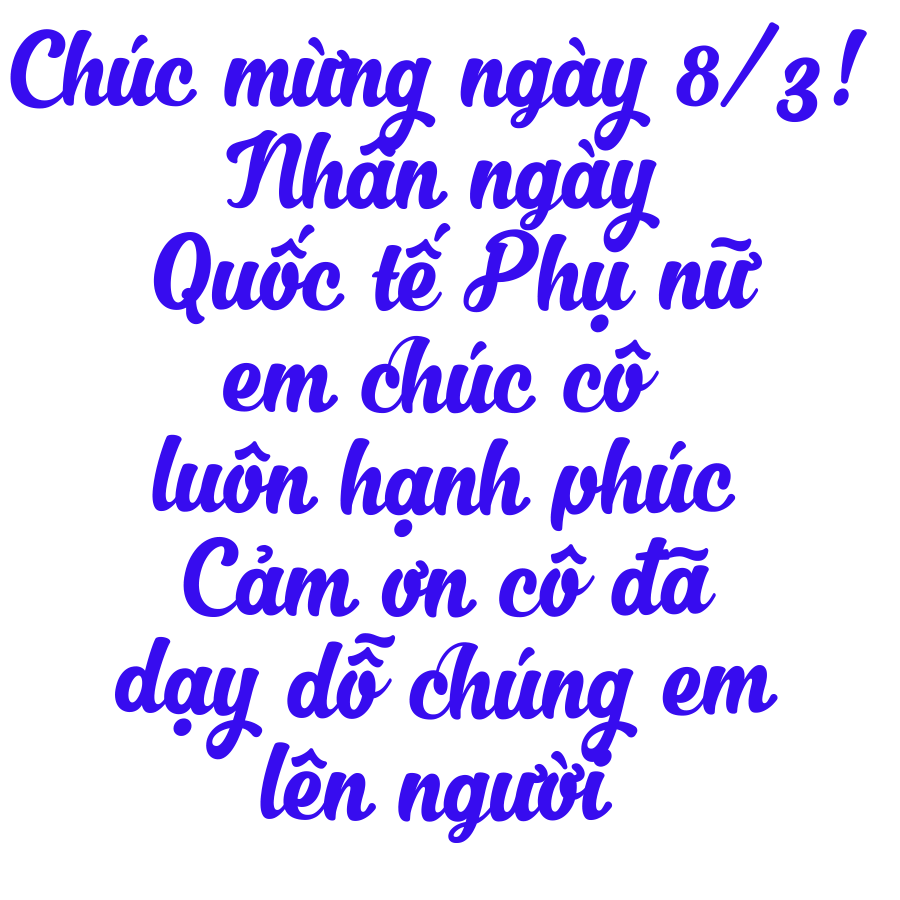 Chúc mừng ngày 8/3!
Nhân ngày
Quốc tế Phụ nữ
em chúc cô
luôn hạnh phúc
Cảm ơn cô đã
dạy dỗ chúng em
lên người